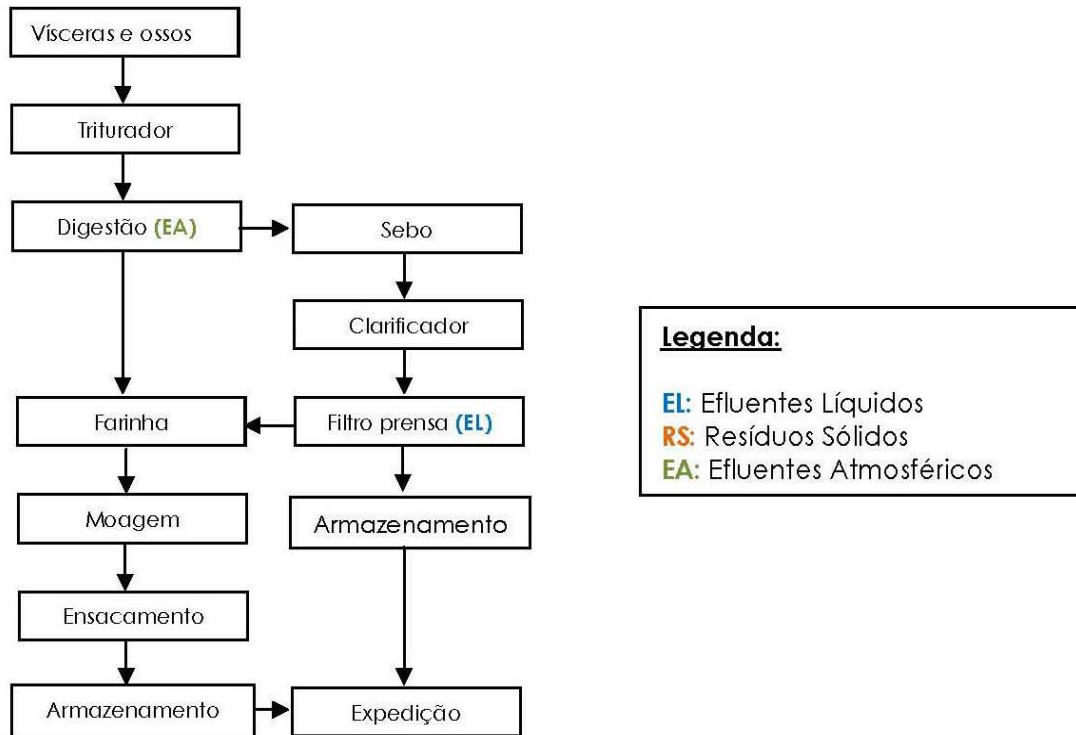 Vísceras e ossos
Triturador
Digestão (EA)
Sebo
Clarificador
Farinha
Filtro prensa (EL)
Moagem
Armazenamento
Ensacamento
Armazenamento
Expedição
Legenda:
EL: Efluentes Líquidos
RS: Resíduos Sólidos
EA: Efluentes Atmosféricos